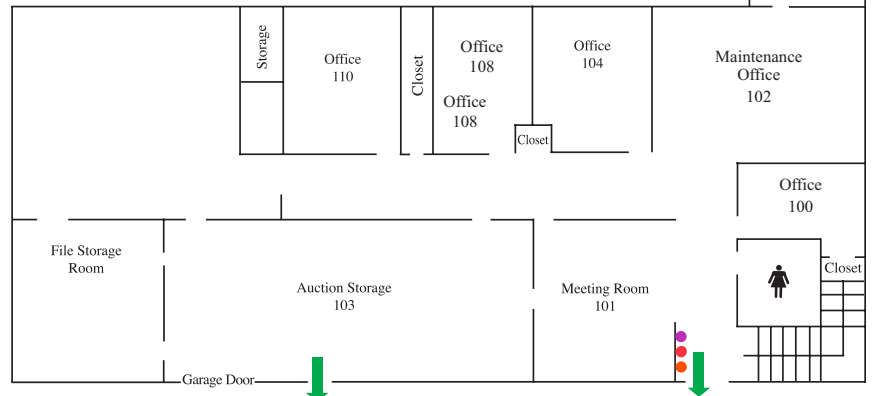 Storage
Office
110
Closet
Office
108
Office
108
Office
104
Closet
Maintenance
Office
102
Office
100
File Storage
Room
Auction Storage
103
Meeting Room
101
Closet
Garage Door